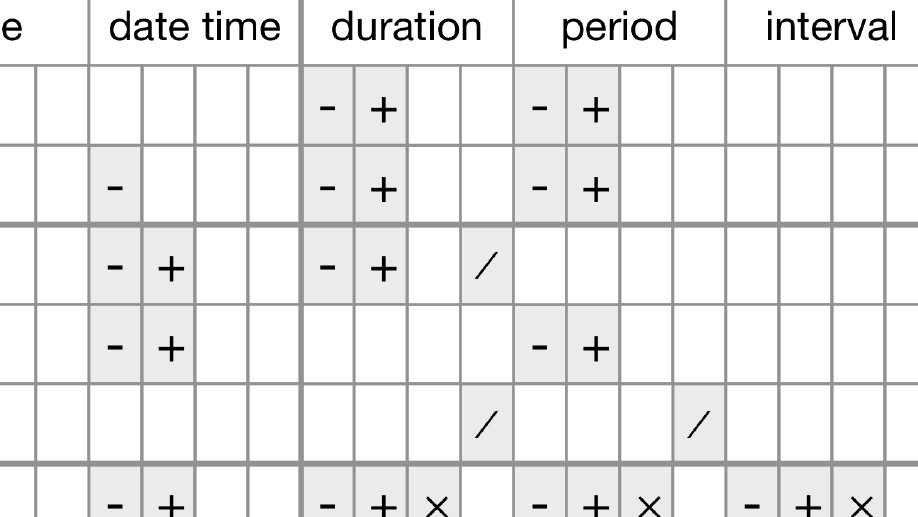 e date time duration period interval
- + - +
- - + - +
- + - + /
- + - +
/ /
- + - + × - + × - + ×